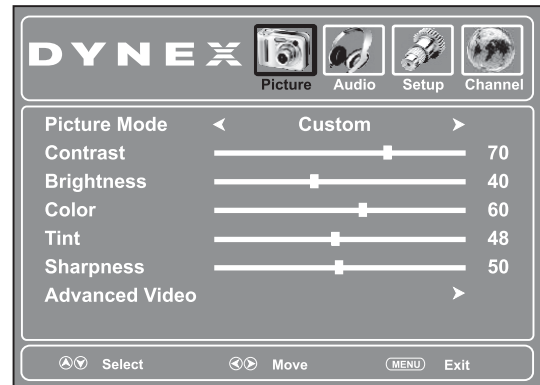 DYNEX
Picture Audio Setup Channel
Picture Mode Custom
Contrast 70
Brightness 40
Color 60
Tint 48
Sharpness 50
Advanced Video
Select Move MENU Exit